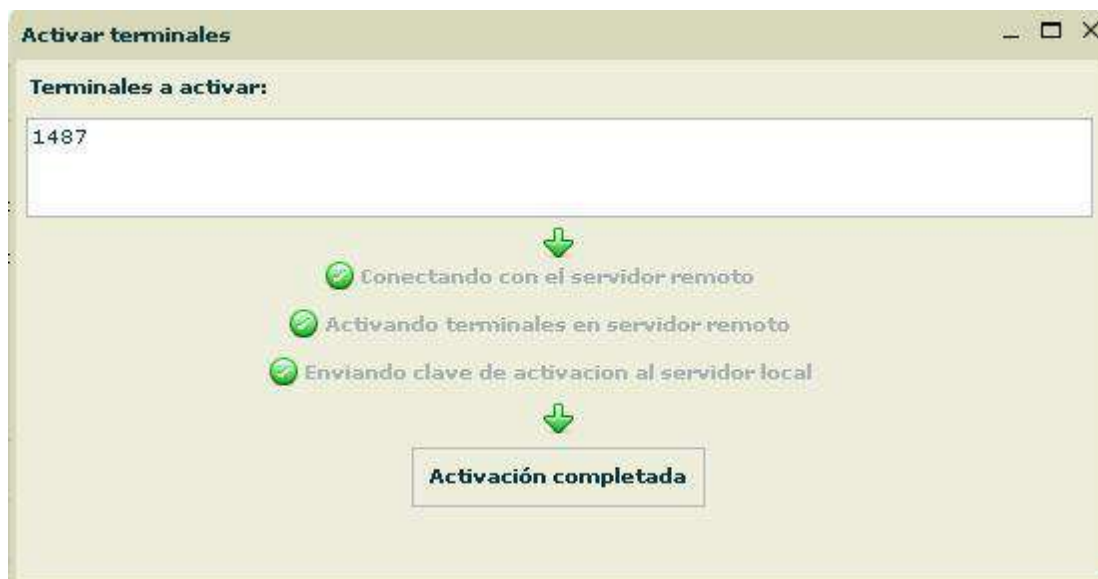 Activar terminales
Terminales a activar:
1487
Conectando con el servidor remoto
Activando terminales en servidor remoto
Enviando clave de activacion al servidor local
Activación completada